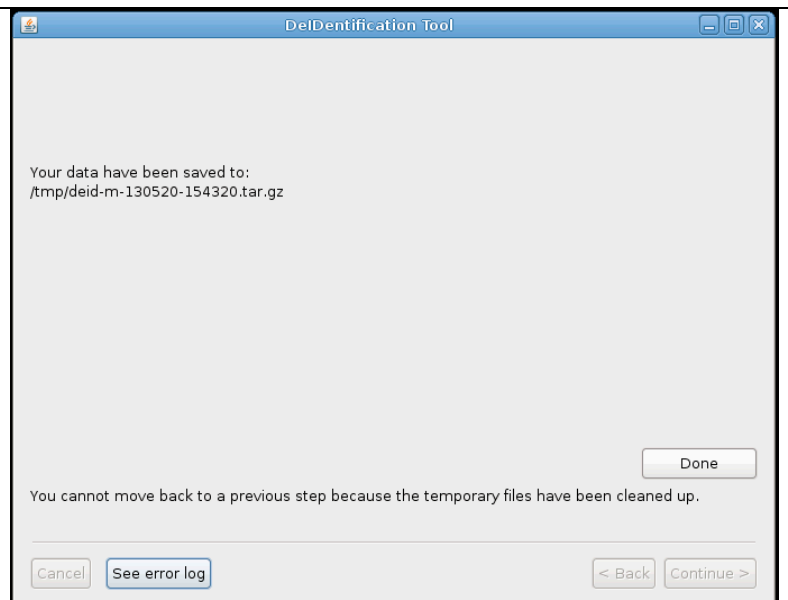 DeIDentification Tool
Your data have been saved to:
/tmp/deid-m-130520-154320.tar.gz
Done
You cannot move back to a previous step because the temporary files have been cleaned up.
Cancel See error log < Back Continue >